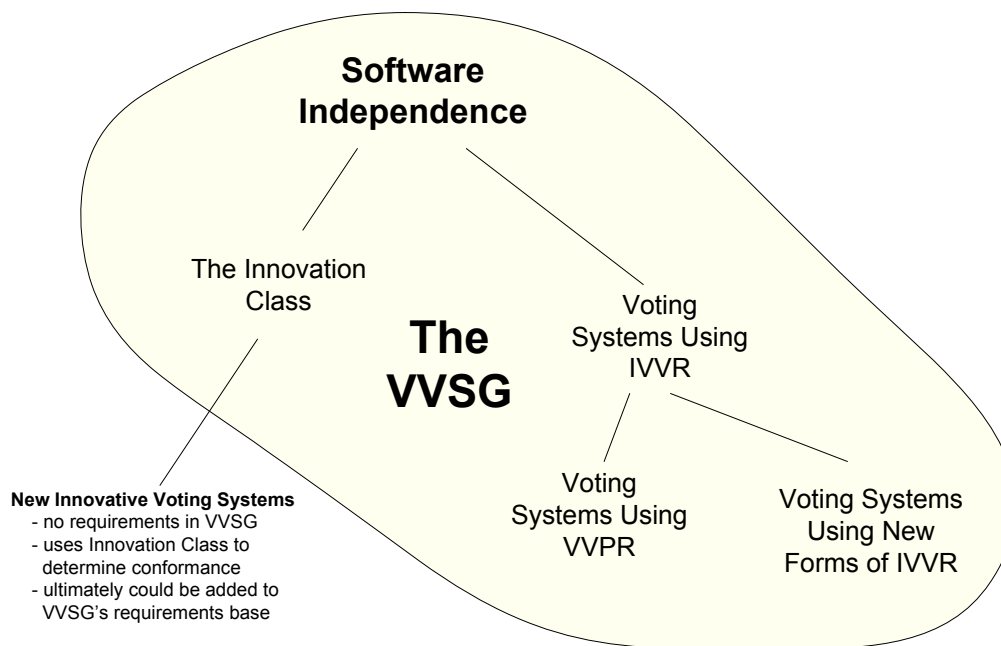 Software
Independence
The Innovation
Class
Voting
Systems Using
IVVR
The
VVSG
New Innovative Voting Systems
- no requirements in VVSG
- uses Innovation Class to
determine conformance
- ultimately could be added to
VVSG's requirements base
Voting
Systems Using
VVPR
Voting Systems
Using New
Forms of IVVR